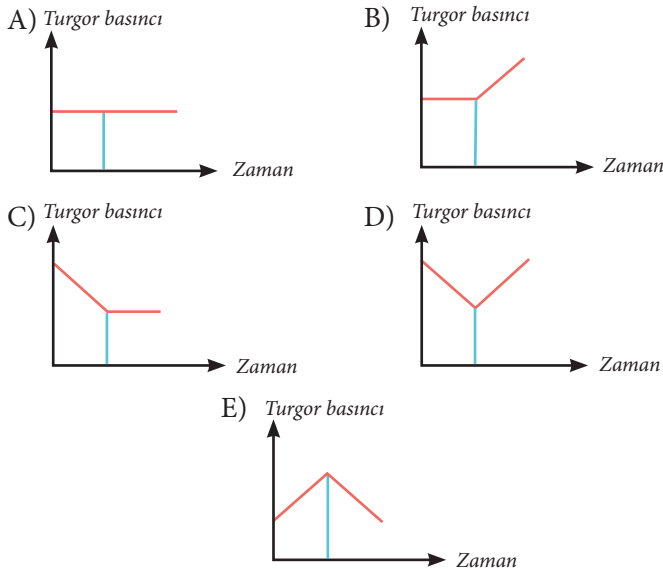 A) Turgor basıncı
Zaman
B) Turgor basıncı
Zaman
C) Turgor basıncı
Zaman
D) Turgor basıncı
Zaman
E) Turgor basıncı
Zaman